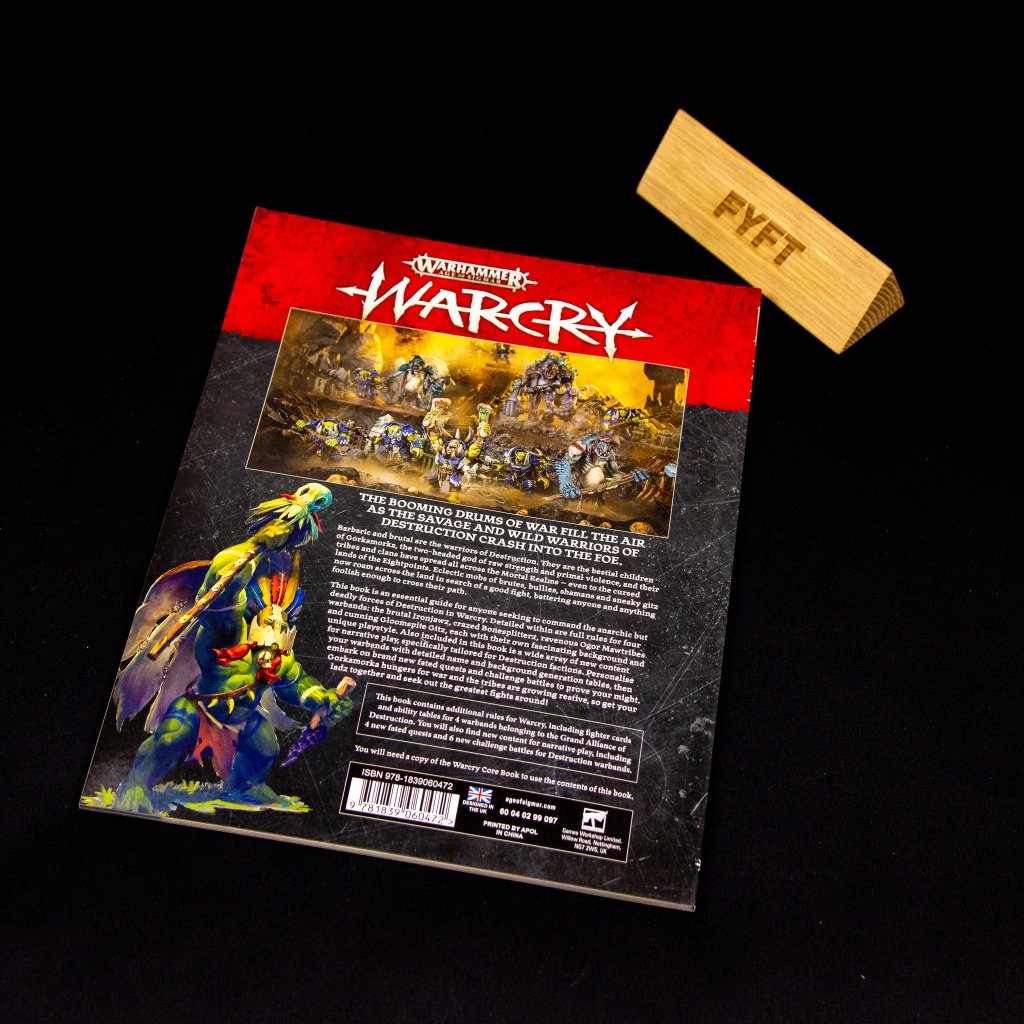 FYFT
WARHAMMER
AGE OF SIGMAR
WARCRY
THE BOOMING DRUMS OF WAR FILL THE AIR
AS THE SAVAGE AND WILD WARRIORS OF
DESTRUCTION CRASH INTO THE FOE.
Barbaric and brutal are the warriors of Destruction. They are the bestial children
of Gorkamorka, the two-headed god of raw strength and primal violence, and their
tribes and clans have spread all across the Mortal Realms – even to the cursed
lands of the Eightpoints. Eclectic mobs of brutes, bullies, shamans and sneaky gitz
now roam across the land in search of a good fight, battering anyone and anything
foolish enough to cross their path.
This book is an essential guide for anyone seeking to command the anarchic but
deadly forces of Destruction in Warcry. Detailed within are full rules for four
warbands: the brutal Ironjawz, crazed Bonesplitterz, ravenous Ogor Mawtribes
and cunning Gloomspite Gitz, each with their own fascinating background and
unique playstyle. Also included in this book is a wide array of new content
for narrative play, specifically tailored for Destruction factions. Personalise
your warbands with detailed name and background generation tables, then
embark on brand new fated quests and challenge battles to prove your might.
Gorkamorka hungers for war and the tribes are growing restive, so get your
ladz together and seek out the greatest fights around!
This book contains additional rules for Warcry, including fighter cards
and ability tables for 4 warbands belonging to the Grand Alliance of
Destruction. You will also find new content for narrative play, including
4 new fated quests and 6 new challenge battles for Destruction warbands.
You will need a copy of the Warcry Core Book to use the contents of this book.
ISBN 978-1839060472
9 781839 060472 >
DESIGNED IN
THE UK
ageofsigmar.com
60 04 02 99 097
PRINTED BY APOL
IN CHINA
Games Workshop Limited.
Willow Road, Nottingham,
NG7 2WS, UK